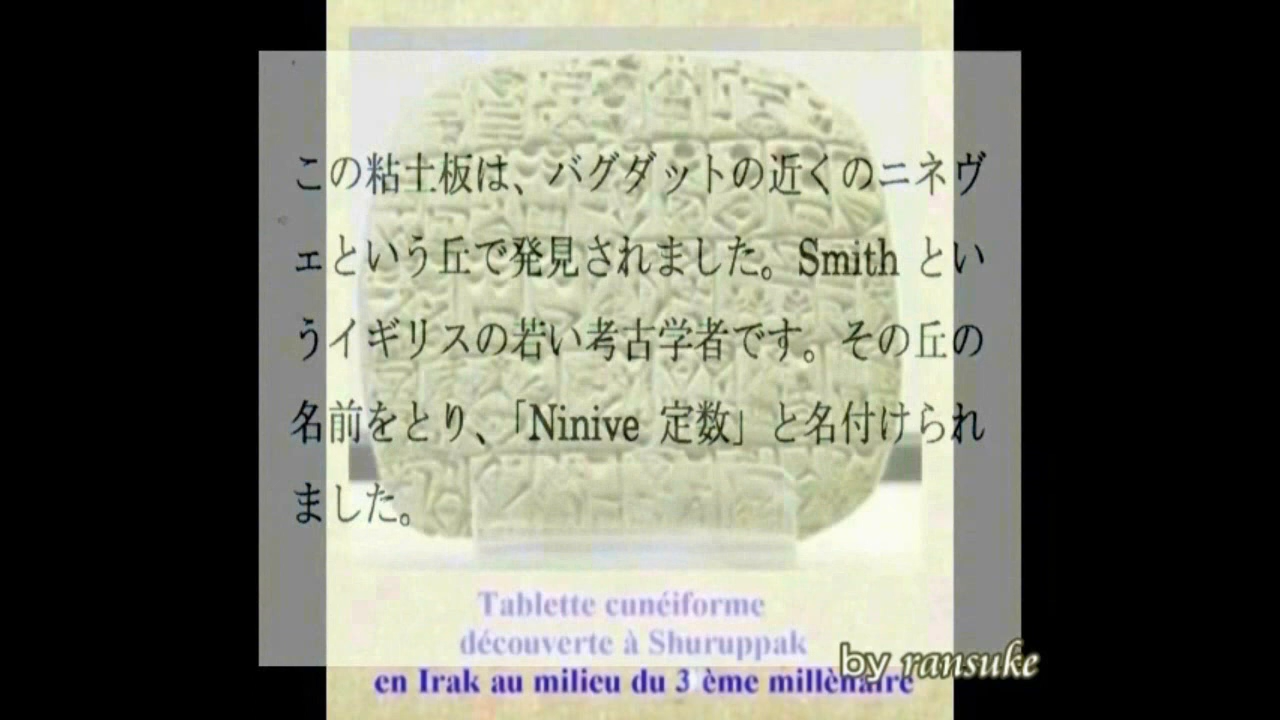 この粘土板は、バグダットの近くのニネヴ
ェという丘で発見されました。Smith とい
うイギリスの若い考古学者です。その丘の
名前をとり、「Ninive 定数」と名付けられ
ました。
Tablette cunéiforme
découverte à Shuruppak
en Irak au milieu du 3 ème millènaire
by ransuke